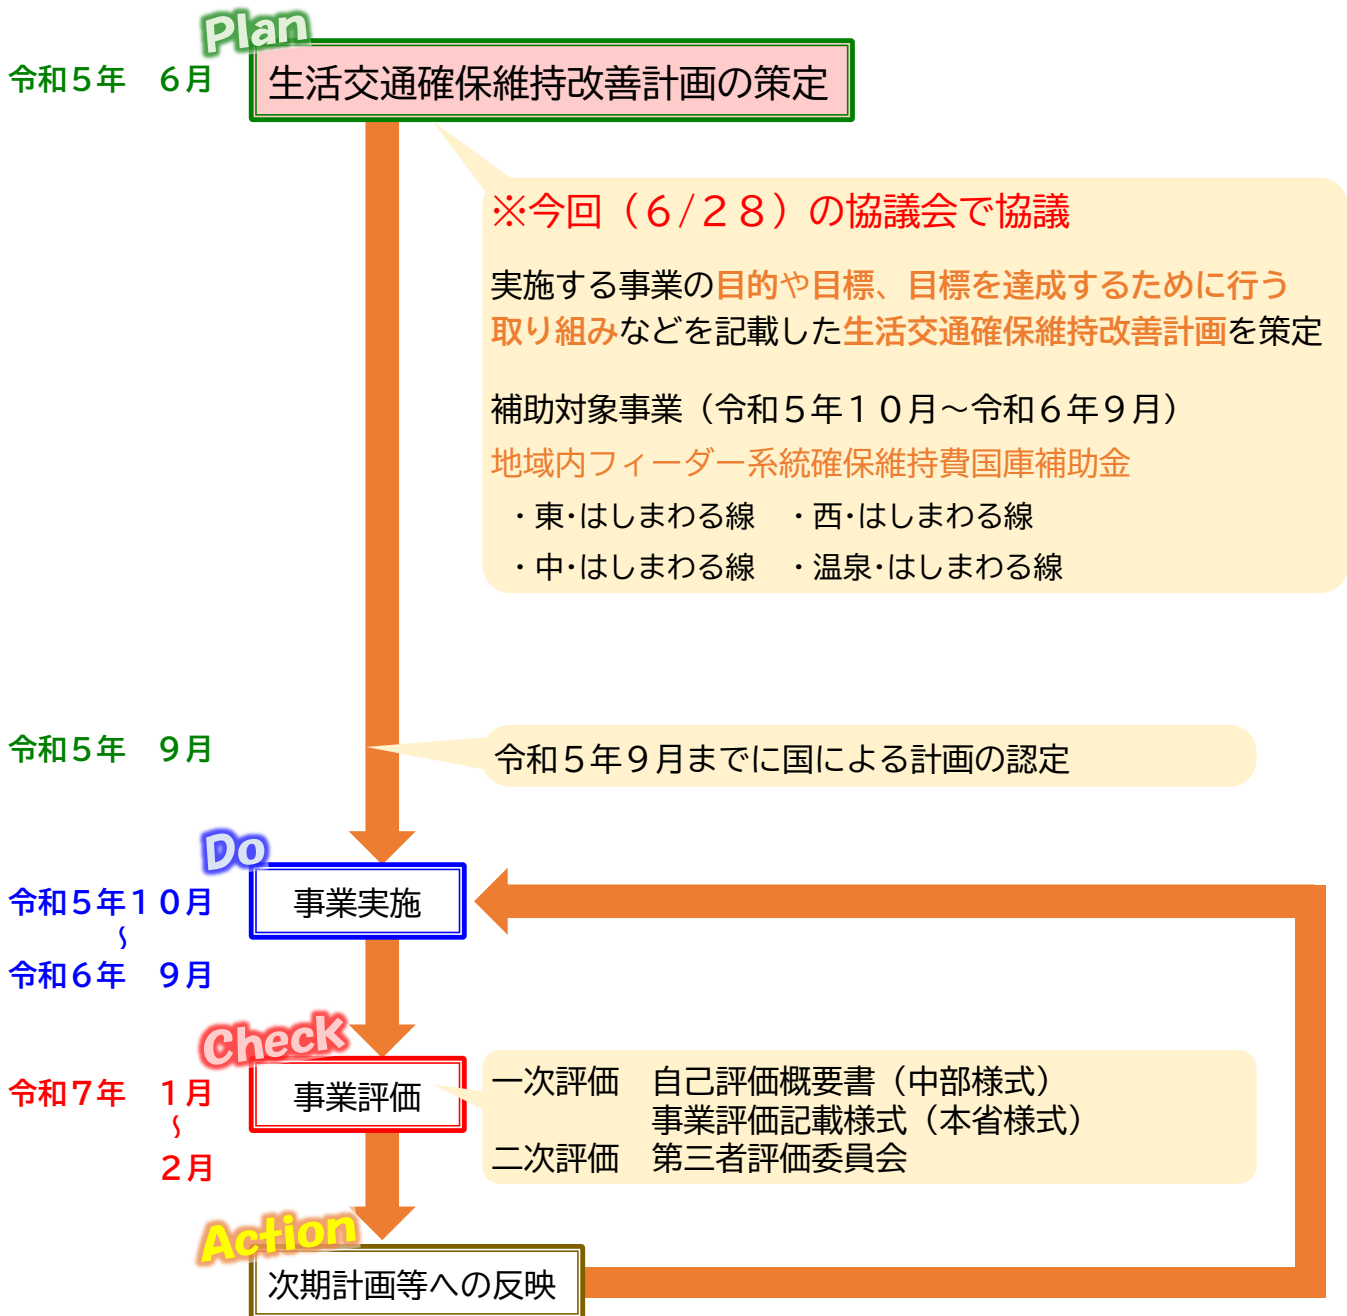 Plan
令和５年　６月
生活交通確保維持改善計画の策定
※今回（６/２８）の協議会で協議
実施する事業の目的や目標、目標を達成するために行う
取り組みなどを記載した生活交通確保維持改善計画を策定
補助対象事業（令和５年１０月～令和６年９月）
地域内フィーダー系統確保維持費国庫補助金
・東･はしまわる線　・西･はしまわる線
・中･はしまわる線　・温泉･はしまわる線
令和５年　９月
令和５年９月までに国による計画の認定
Do
令和５年１０月
～
令和６年　９月
事業実施
Check
令和７年　１月
～
２月
事業評価
一次評価　自己評価概要書（中部様式）
事業評価記載様式（本省様式）
二次評価　第三者評価委員会
Action
次期計画等への反映